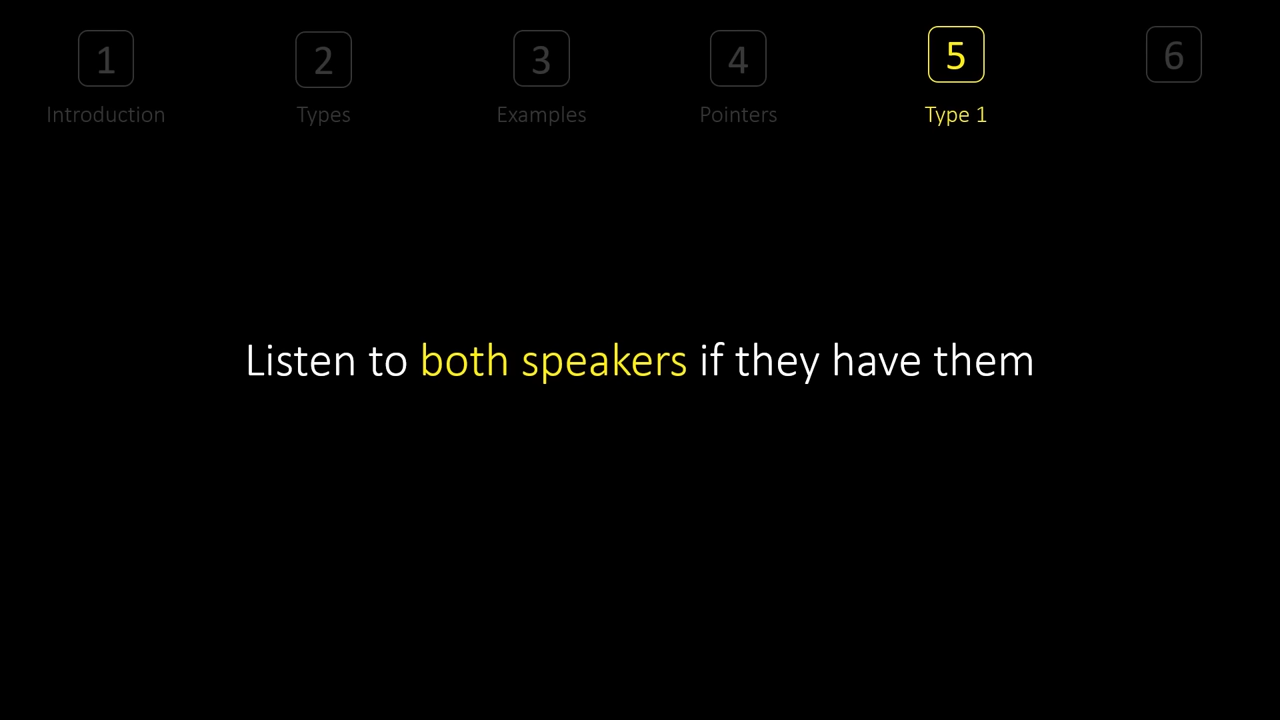 1 2 3 4 5 6
Introduction Types Examples Pointers Type 1
Listen to both speakers if they have them